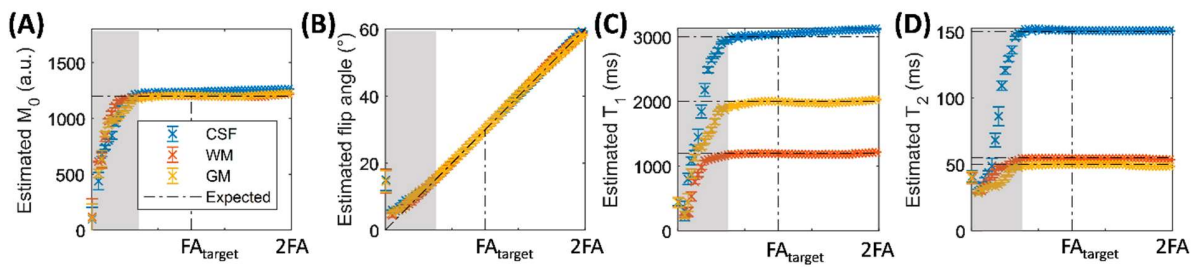 (A)
Estimated M0 (a.u.)
1500
1000
500
0
CSF
WM
GM
Expected
FAtarget
2FA
(B)
Estimated flip angle (°)
60
40
20
0
FAtarget
2FA
(C)
Estimated T1 (ms)
3000
2000
1000
0
FAtarget
2FA
(D)
Estimated T2 (ms)
150
100
50
0
FAtarget
2FA